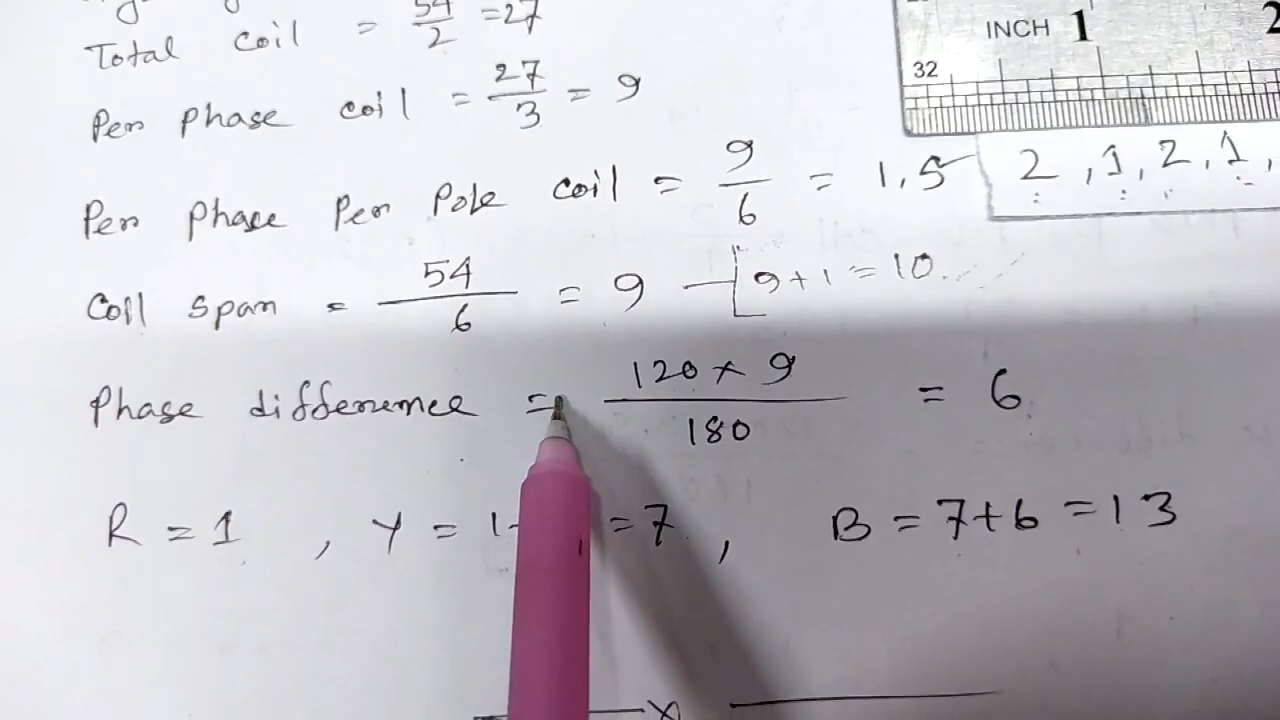 Total coil = 54/2 = 27
INCH 1 2
32
Per Phase coil = 27/3 = 9
Per Phase Per Pole coil = 9/6 = 1.5 2, 1, 2, 1,
Coil span = 54/6 = 9 — [9+1 = 10
Phase difference = 120 × 9/180 = 6
R = 1 , Y = 1 = 7 , B = 7+6 = 13